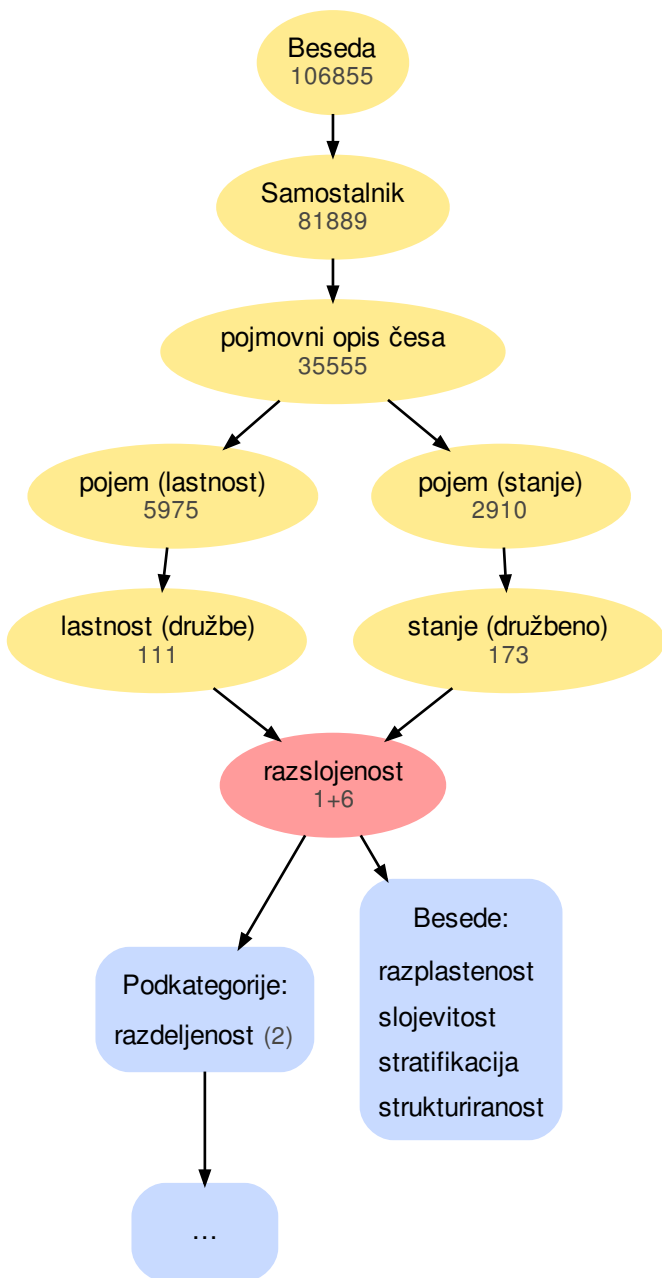 Beseda
106855
Samostalnik
81889
pojmovni opis česa
35555
pojem (lastnost)
5975
pojem (stanje)
2910
lastnost (družbe)
111
stanje (družbeno)
173
razslojenost
1+6
Besede:
razplastenost
slojevitost
stratifikacija
strukturiranost
Podkategorije:
razdeljenost (2)
...